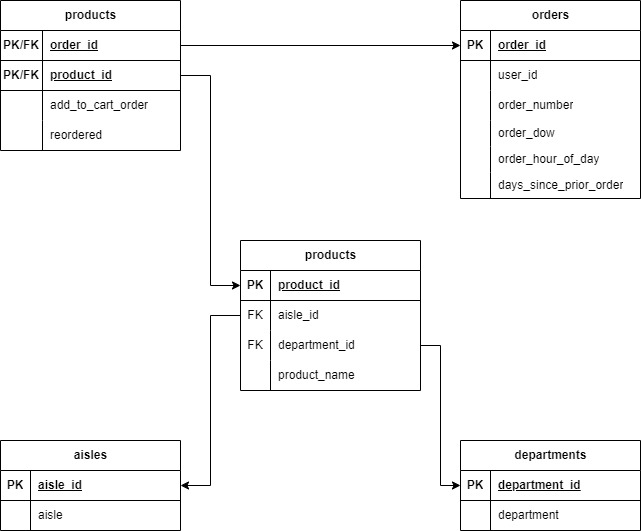 products
PK/FK order_id
PK/FK product_id
add_to_cart_order
reordered
orders
PK order_id
user_id
order_number
order_dow
order_hour_of_day
days_since_prior_order
products
PK product_id
FK aisle_id
FK department_id
product_name
aisles
PK aisle_id
aisle
departments
PK department_id
department